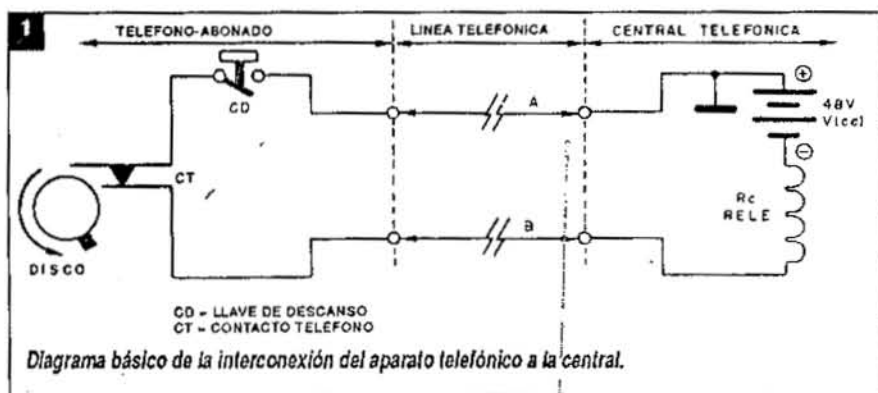 1
TELEFONO-ABONADO
LINEA TELEFONICA
CENTRAL TELEFONICA
CD
A
+
48V
V(cc)
−
CT
Rc
RELE
B
DISCO
CD - LLAVE DE DESCANSO
CT - CONTACTO TELÉFONO
Diagrama básico de la interconexión del aparato telefónico a la central.